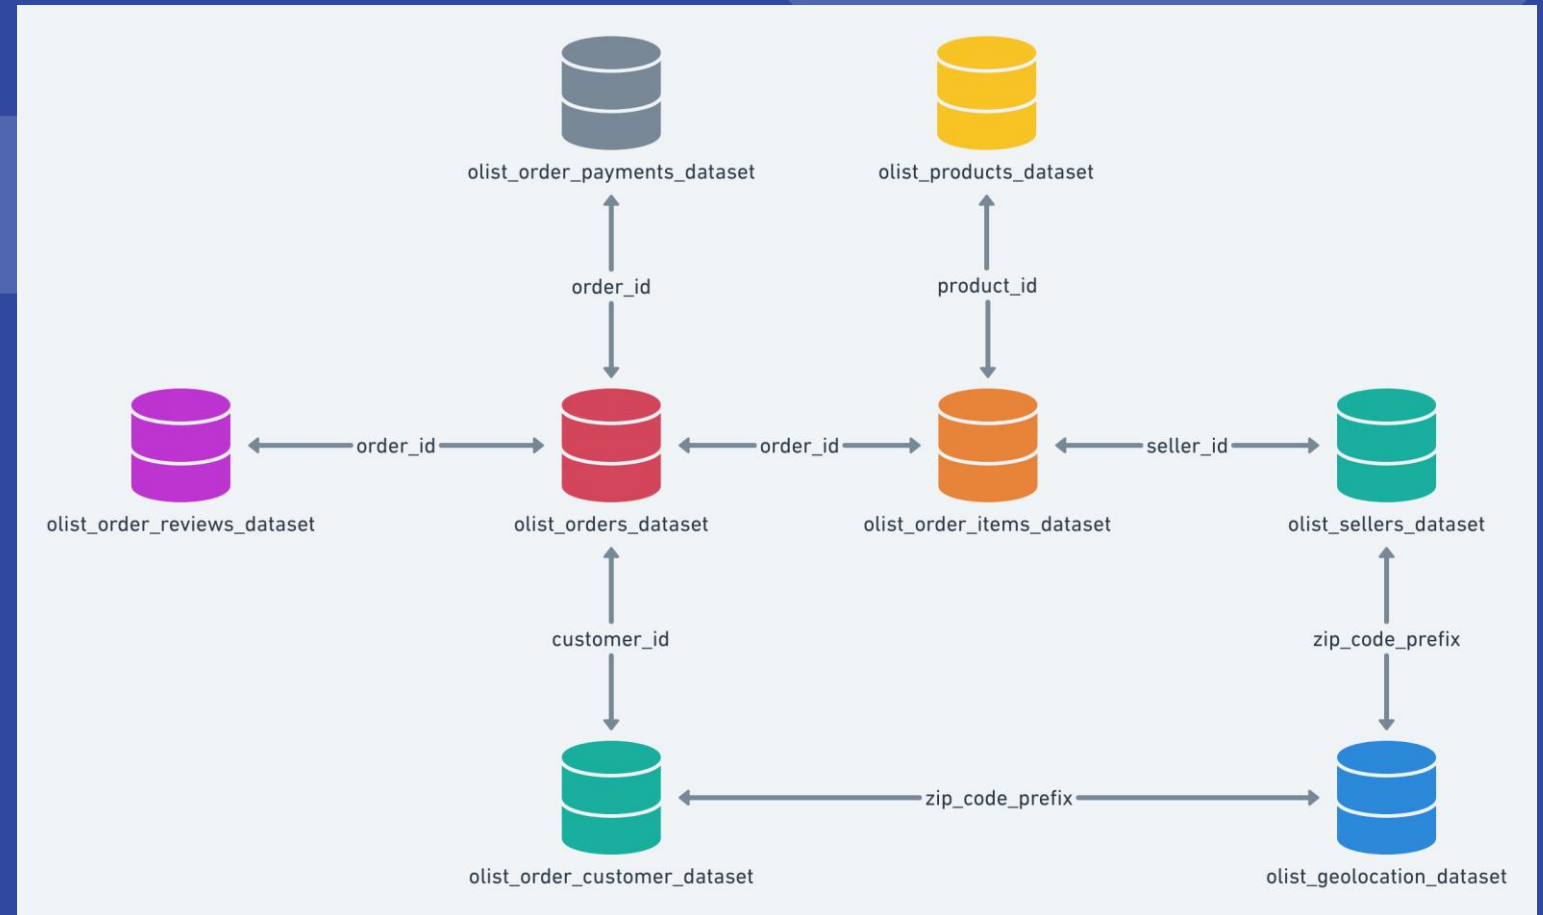 olist_order_payments_dataset
olist_products_dataset
order_id
product_id
order_id
order_id
seller_id
olist_order_reviews_dataset
olist_orders_dataset
olist_order_items_dataset
olist_sellers_dataset
customer_id
zip_code_prefix
zip_code_prefix
olist_order_customer_dataset
olist_geolocation_dataset